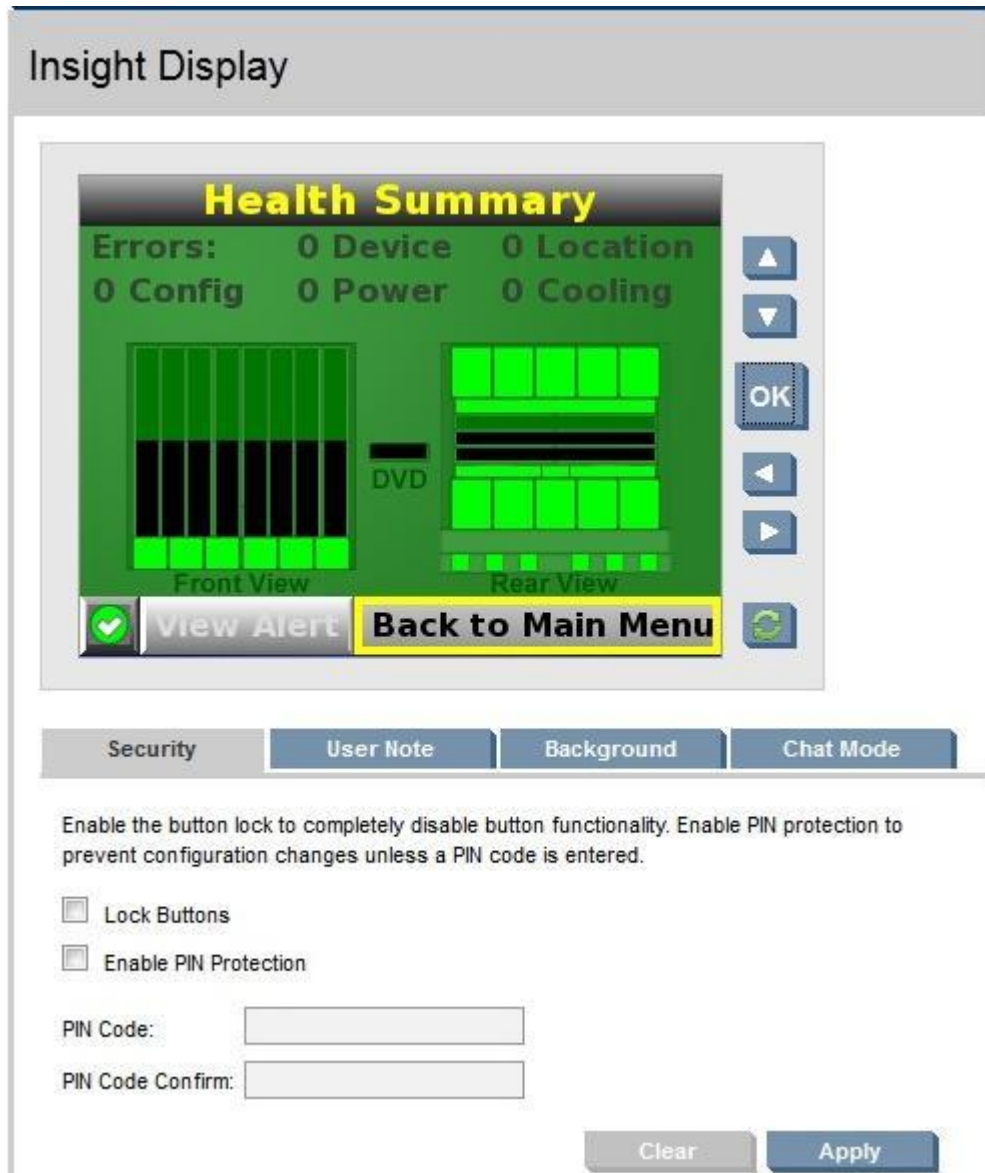 Insight Display
Health Summary
Errors: 0 Device 0 Location
0 Config 0 Power 0 Cooling
DVD
Front View Rear View
View Alert Back to Main Menu
OK
Security User Note Background Chat Mode
Enable the button lock to completely disable button functionality. Enable PIN protection to
prevent configuration changes unless a PIN code is entered.
Lock Buttons
Enable PIN Protection
PIN Code:
PIN Code Confirm:
Clear Apply